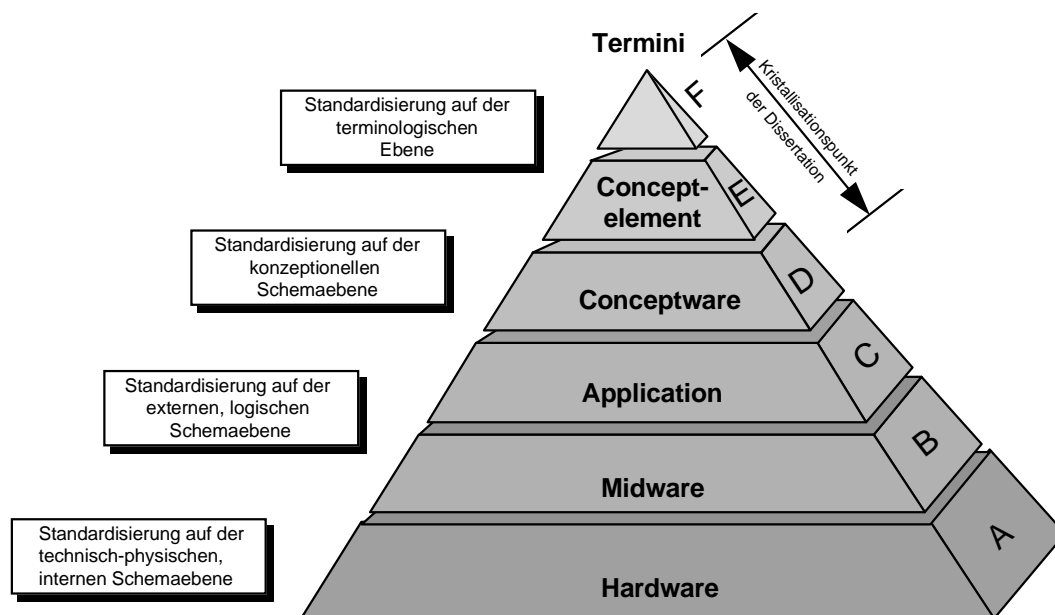 Termini
F
Kristallisationspunkt
der Dissertation
Standardisierung auf der
terminologischen
Ebene
Concept-
element
E
Standardisierung auf der
konzeptionellen
Schemaebene
Conceptware
D
Standardisierung auf der
externen, logischen
Schemaebene
Application
C
Midware
B
Standardisierung auf der
technisch-physischen,
internen Schemaebene
Hardware
A